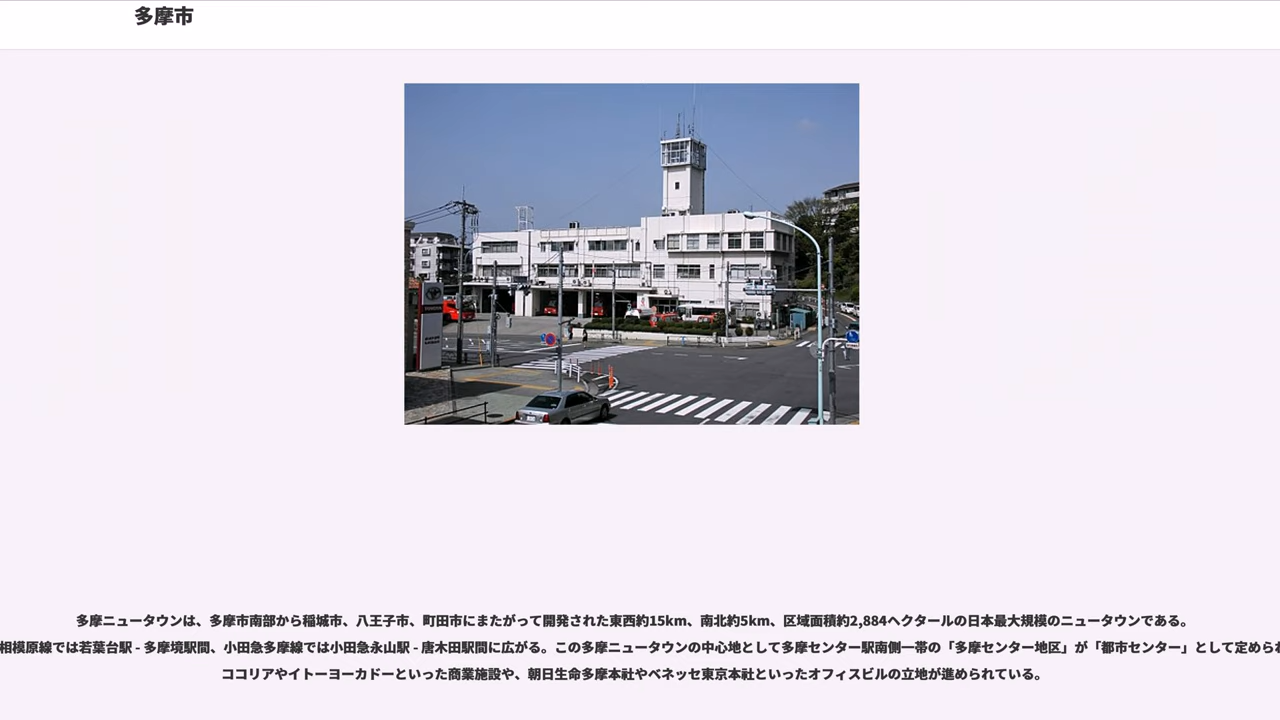 多摩市
多摩ニュータウンは、多摩市南部から稲城市、八王子市、町田市にまたがって開発された東西約15km、南北約5km、区域面積約2,884ヘクタールの日本最大規模のニュータウンである。
相模原線では若葉台駅 - 多摩境駅間、小田急多摩線では小田急永山駅 - 唐木田駅間に広がる。この多摩ニュータウンの中心地として多摩センター駅南側一帯の「多摩センター地区」が「都市センター」として定めら
ココリアやイトーヨーカドーといった商業施設や、朝日生命多摩本社やベネッセ東京本社といったオフィスビルの立地が進められている。